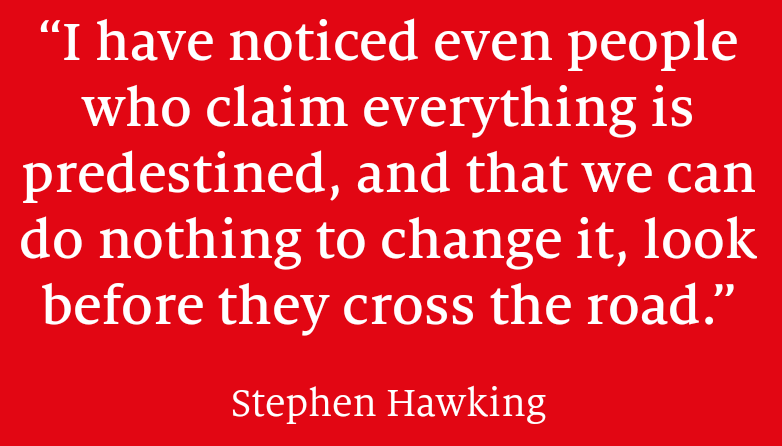 “I have noticed even people
who claim everything is
predestined, and that we can
do nothing to change it, look
before they cross the road.”
Stephen Hawking